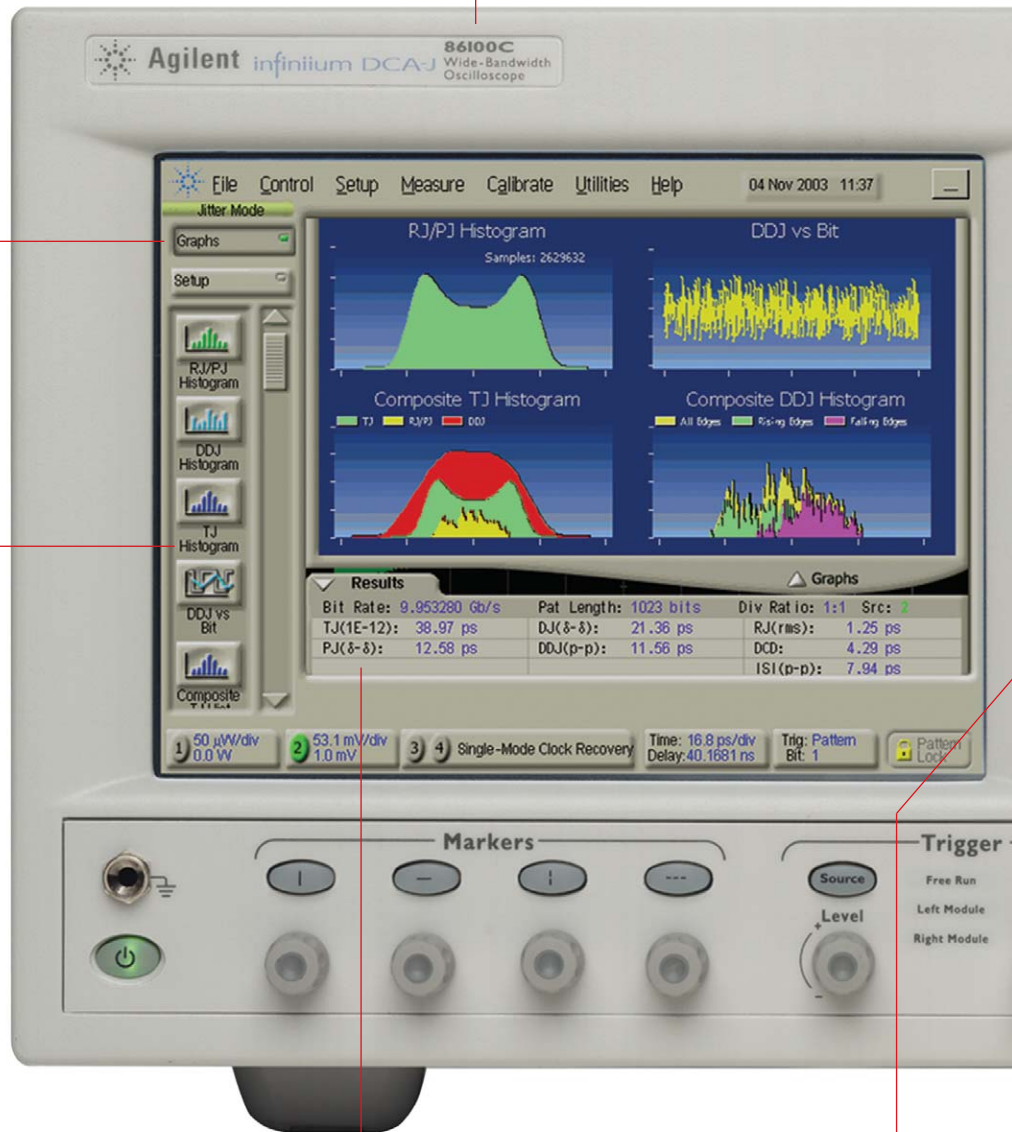 Agilent infiniium DCA-J 86100C
Wide-Bandwidth
Oscilloscope
File Control Setup Measure Calibrate Utilities Help 04 Nov 2003 11:37
Jitter Mode
Graphs
Setup
RJ/PJ
Histogram
DDJ
Histogram
TJ
Histogram
DDJ vs
Bit
Composite
RJ/PJ Histogram
Samples: 2629632
DDJ vs Bit
Composite TJ Histogram
TJ RJ/PJ DDJ
Composite DDJ Histogram
All Edges Rising Edges Falling Edges
Results
Graphs
Bit Rate: 9.953280 Gb/s Pat Length: 1023 bits Div Ratio: 1:1 Src: 2
TJ(1E-12): 38.97 ps DJ(δ-δ): 21.36 ps RJ(rms): 1.25 ps
PJ(δ-δ): 12.58 ps DDJ(p-p): 11.56 ps DCD: 4.29 ps
ISI(p-p): 7.94 ps
1) 50 µW/div
0.0 W
2) 53.1 mV/div
1.0 mV
3) 4) Single-Mode Clock Recovery
Time: 16.8 ps/div
Delay:40.1681 ns
Trig: Pattern
Bit: 1
Pattern
Lock
Markers
Trigger
Source
Free Run
Level
Left Module
Right Module
+
-